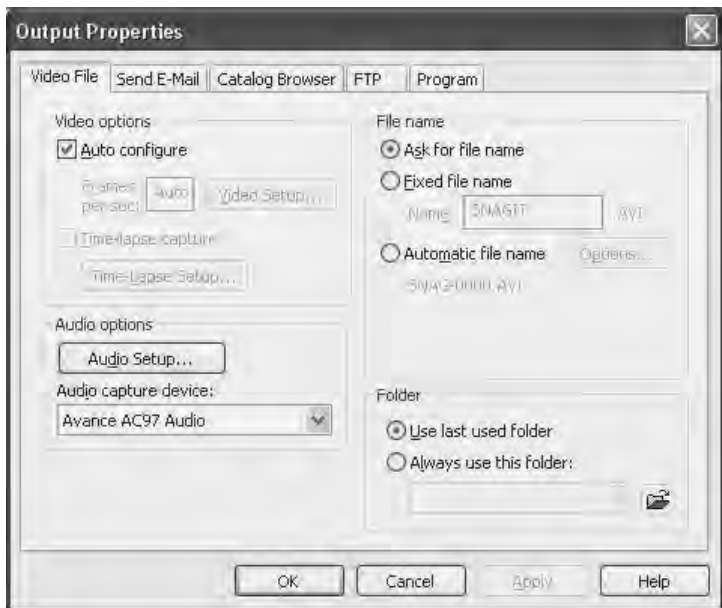 Output Properties
Video File
Send E-Mail
Catalog Browser
FTP
Program
Video options
Auto configure
Frames per sec:
Auto
Video Setup...
Time-lapse capture
Time-Lapse Setup...
Audio options
Audio Setup...
Audio capture device:
Avance AC97 Audio
File name
Ask for file name
Fixed file name
Name
SNAGIT
.AVI
Automatic file name
Options...
SNAG-0000.AVI
Folder
Use last used folder
Always use this folder:
OK
Cancel
Apply
Help